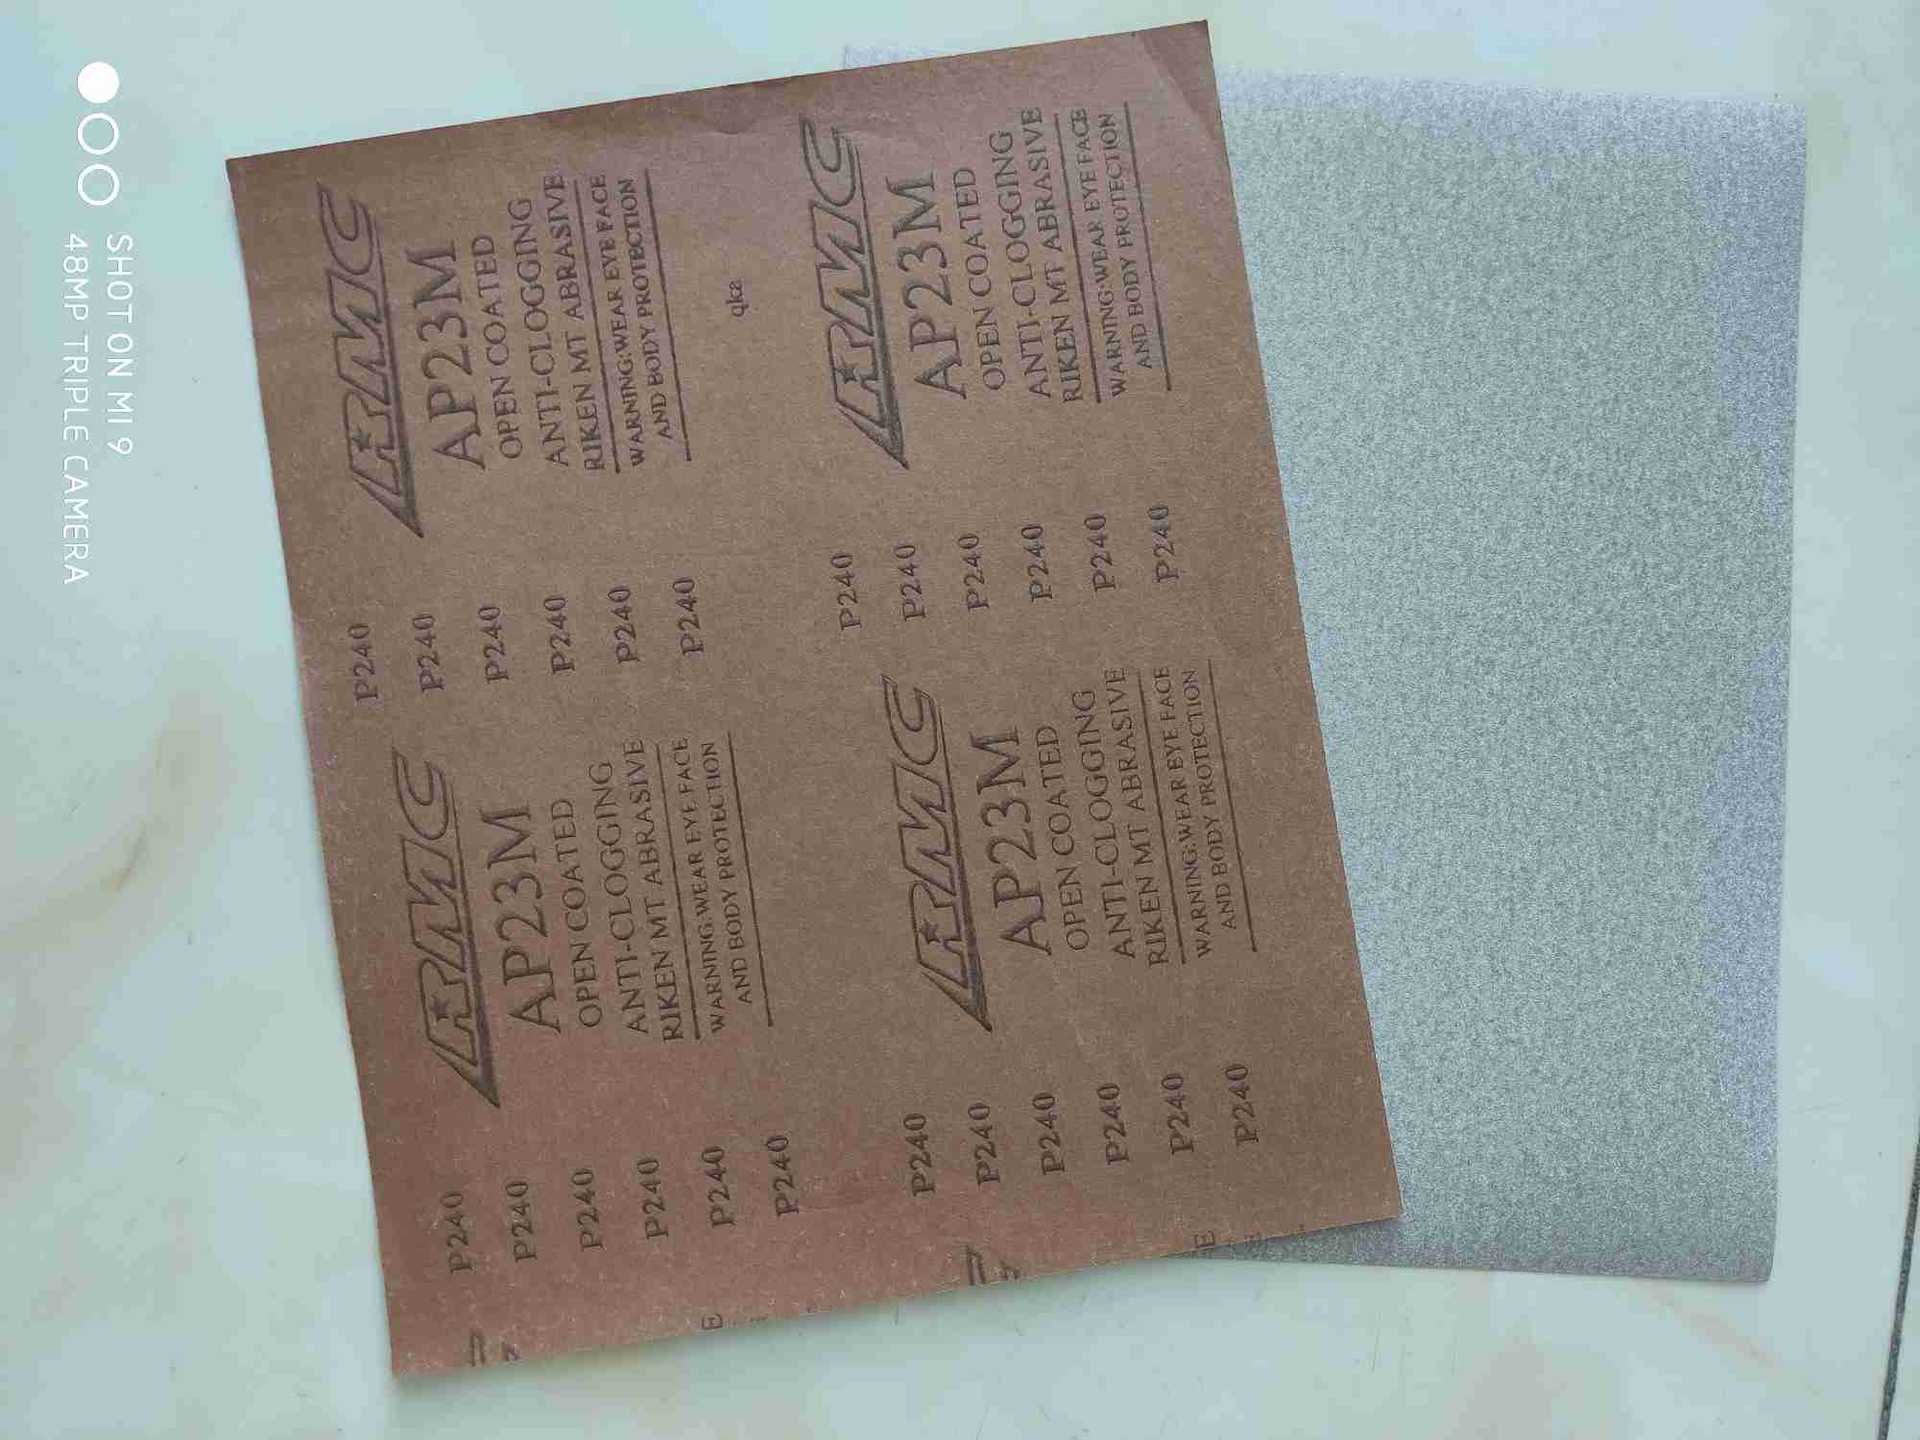 SHOT ON MI 9
48MP TRIPLE CAMERA
AP23M
OPEN COATED
ANTI-CLOGGING
RIKEN MT ABRASIVE
WARNING:WEAR EYE FACE
AND BODY PROTECTION
qkz
P240
P240
P240
P240
P240
P240
AP23M
OPEN COATED
ANTI-CLOGGING
RIKEN MT ABRASIVE
WARNING:WEAR EYE FACE
AND BODY PROTECTION
P240
P240
P240
P240
P240
P240
AP23M
OPEN COATED
ANTI-CLOGGING
RIKEN MT ABRASIVE
WARNING:WEAR EYE FACE
AND BODY PROTECTION
P240
P240
P240
P240
P240
P240
AP23M
OPEN COATED
ANTI-CLOGGING
RIKEN MT ABRASIVE
WARNING:WEAR EYE FACE
AND BODY PROTECTION
P240
P240
P240
P240
P240
P240
E
E